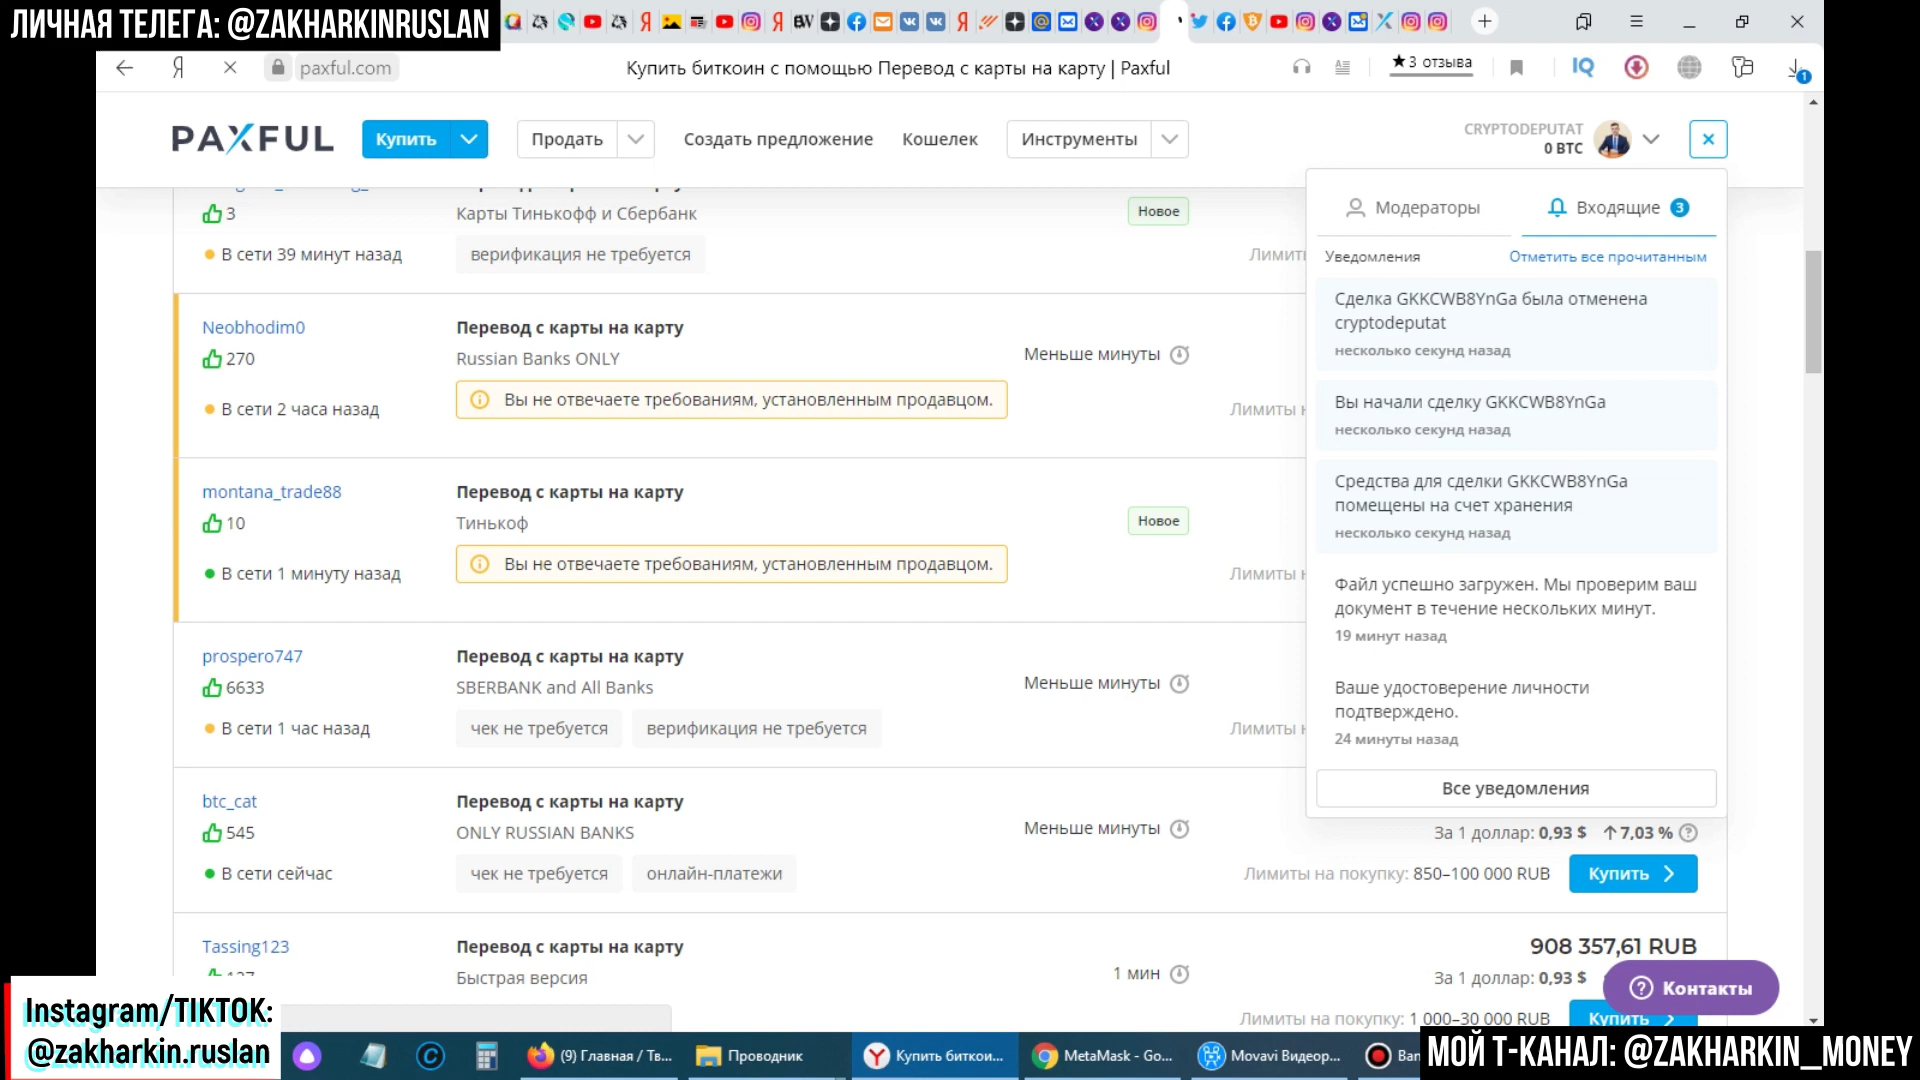 ЛИЧНАЯ ТЕЛЕГА: @ZAKHARKINRUSLAN
paxful.com
Купить биткоин с помощью Перевод с карты на карту | Paxful
★ 3 отзыва
PAXFUL
Купить
Продать
Создать предложение
Кошелек
Инструменты
CRYPTODEPUTAT
0 BTC
3
Карты Тинькофф и Сбербанк
Новое
В сети 39 минут назад
верификация не требуется
Neobhodim0
Перевод с карты на карту
270
Russian Banks ONLY
Меньше минуты
В сети 2 часа назад
Вы не отвечаете требованиям, установленным продавцом.
montana_trade88
Перевод с карты на карту
10
Тинькоф
Новое
В сети 1 минуту назад
Вы не отвечаете требованиям, установленным продавцом.
prospero747
Перевод с карты на карту
6633
SBERBANK and All Banks
Меньше минуты
В сети 1 час назад
чек не требуется
верификация не требуется
btc_cat
Перевод с карты на карту
545
ONLY RUSSIAN BANKS
Меньше минуты
За 1 доллар: 0,93 $ ↑7,03 %
В сети сейчас
чек не требуется
онлайн-платежи
Лимиты на покупку: 850–100 000 RUB
Купить
Tassing123
Перевод с карты на карту
908 357,61 RUB
Быстрая версия
1 мин
За 1 доллар: 0,93 $
Лимиты на покупку: 1 000–30 000 RUB
Купить
Модераторы
Входящие 3
Уведомления
Отметить все прочитанным
Сделка GKKCWB8YnGa была отменена
cryptodeputat
несколько секунд назад
Вы начали сделку GKKCWB8YnGa
несколько секунд назад
Средства для сделки GKKCWB8YnGa
помещены на счет хранения
несколько секунд назад
Файл успешно загружен. Мы проверим ваш
документ в течение нескольких минут.
19 минут назад
Ваше удостоверение личности
подтверждено.
24 минуты назад
Все уведомления
Контакты
Instagram/TIKTOK:
@zakharkin.ruslan
(9) Главная / Тв...
Проводник
Купить биткои...
MetaMask - Go...
Movavi Видеор...
Ban
МОЙ Т-КАНАЛ: @ZAKHARKIN_MONEY